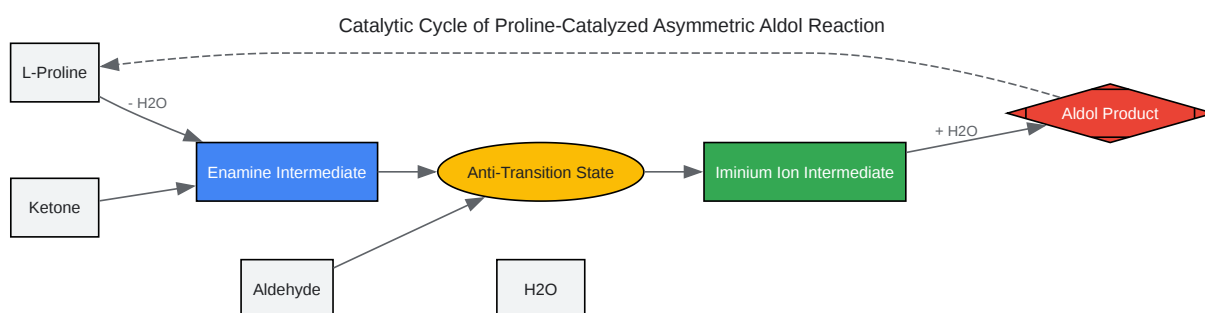 Catalytic Cycle of Proline-Catalyzed Asymmetric Aldol Reaction
L-Proline
- H2O
Aldol Product
+ H2O
Enamine Intermediate
Anti-Transition State
Iminium Ion Intermediate
Ketone
Aldehyde
H2O